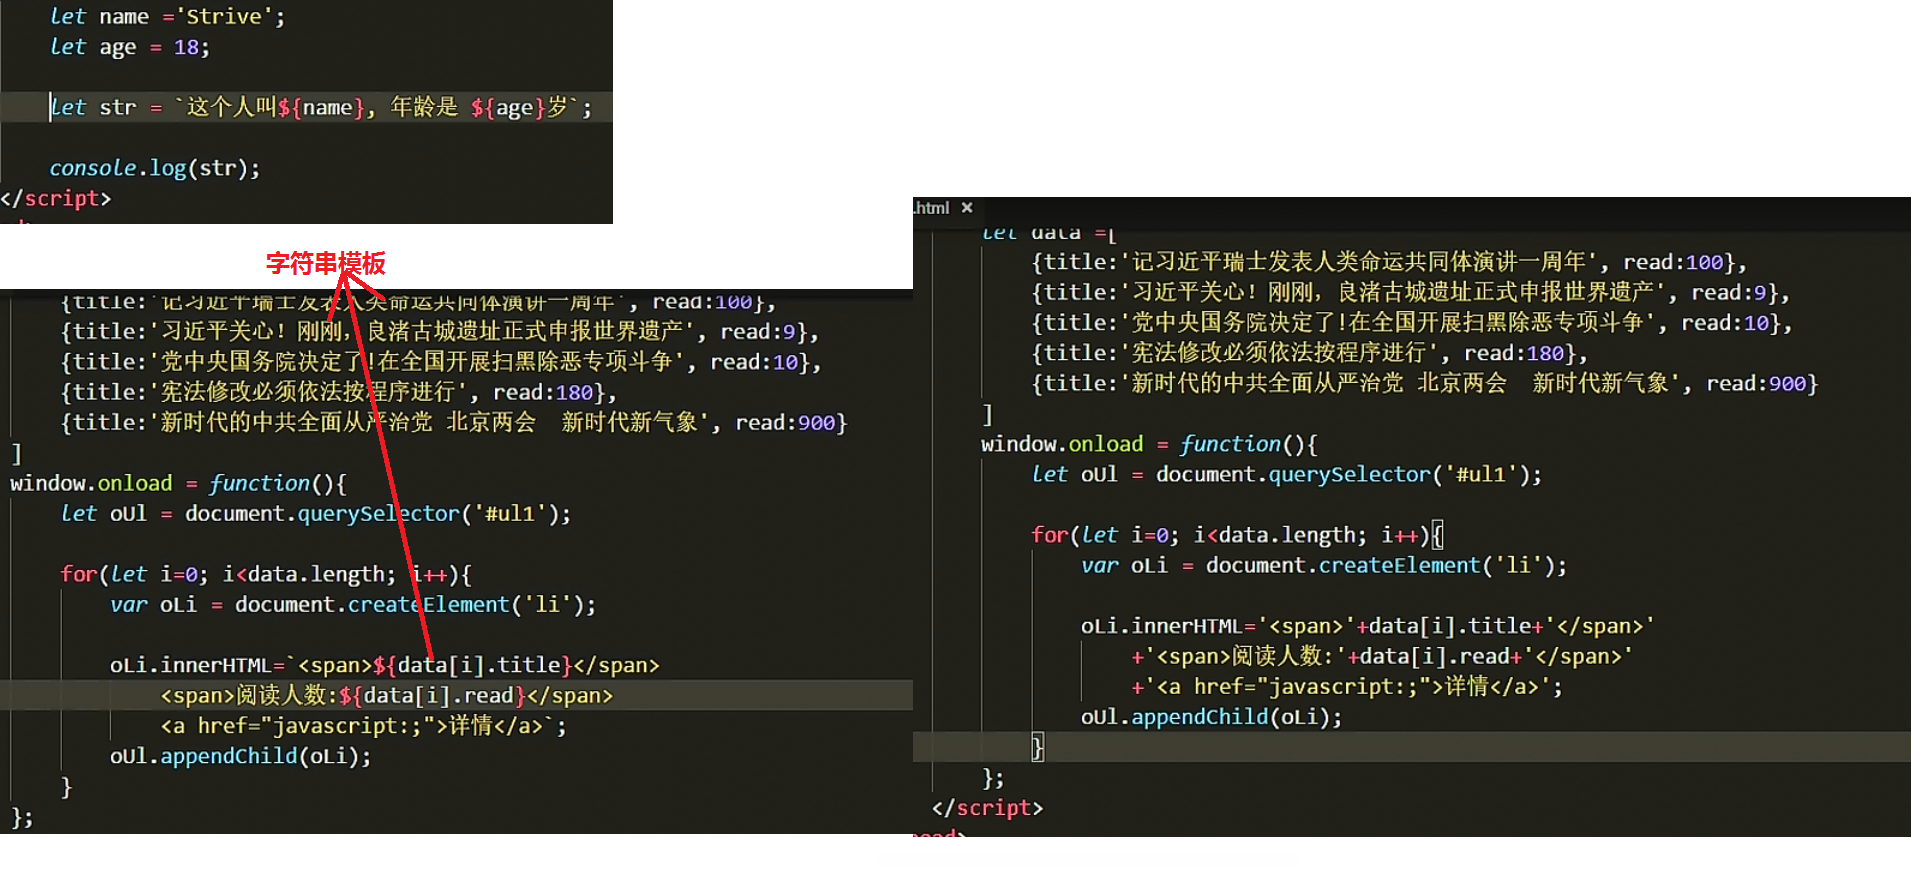 let name ='Strive';
let age = 18;
let str = `这个人叫${name}, 年龄是 ${age}岁`;
console.log(str);
</script>
字符串模板
{title:'记习近平瑞士发表人类命运共同体演讲一周年', read:100},
{title:'习近平关心！刚刚，良渚古城遗址正式申报世界遗产', read:9},
{title:'党中央国务院决定了!在全国开展扫黑除恶专项斗争', read:10},
{title:'宪法修改必须依法按程序进行', read:180},
{title:'新时代的中共全面从严治党 北京两会  新时代新气象', read:900}
]
window.onload = function(){
let oUl = document.querySelector('#ul1');
for(let i=0; i<data.length; i++){
var oLi = document.createElement('li');
oLi.innerHTML=`<span>${data[i].title}</span>
<span>阅读人数:${data[i].read}</span>
<a href="javascript:;">详情</a>`;
oUl.appendChild(oLi);
}
};
.html ×
let data =[
{title:'记习近平瑞士发表人类命运共同体演讲一周年', read:100},
{title:'习近平关心！刚刚，良渚古城遗址正式申报世界遗产', read:9},
{title:'党中央国务院决定了!在全国开展扫黑除恶专项斗争', read:10},
{title:'宪法修改必须依法按程序进行', read:180},
{title:'新时代的中共全面从严治党 北京两会  新时代新气象', read:900}
]
window.onload = function(){
let oUl = document.querySelector('#ul1');
for(let i=0; i<data.length; i++){
var oLi = document.createElement('li');
oLi.innerHTML='<span>'+data[i].title+'</span>'
+'<span>阅读人数:'+data[i].read+'</span>'
+'<a href="javascript:;">详情</a>';
oUl.appendChild(oLi);
}
};
</script>